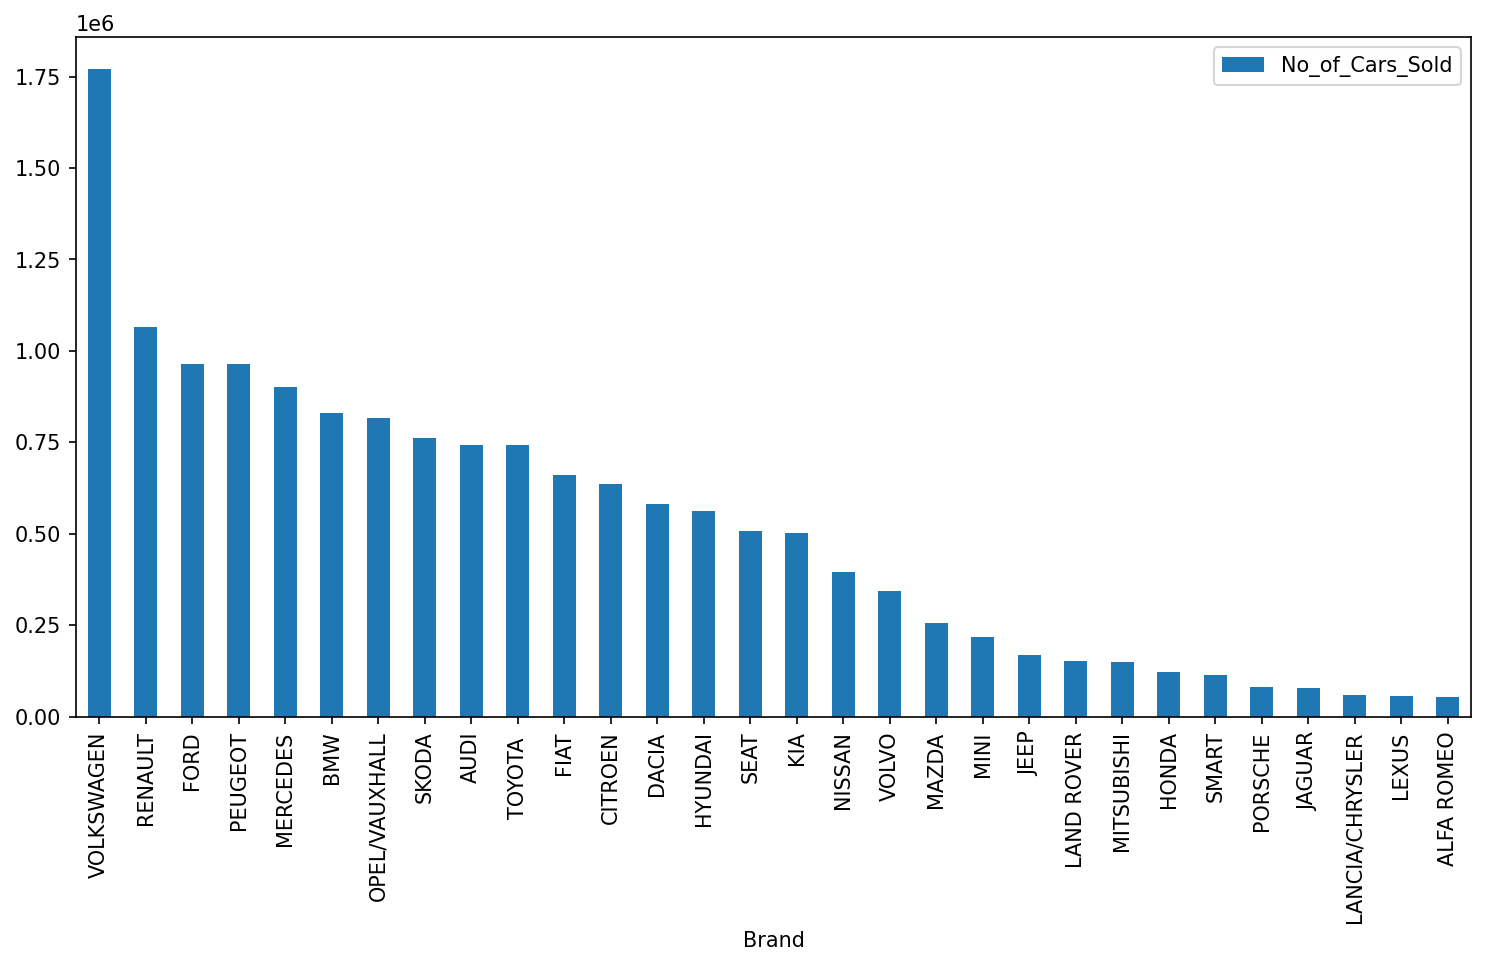 1e6
No_of_Cars_Sold
1.75
1.50
1.25
1.00
0.75
0.50
0.25
0.00
VOLKSWAGEN
RENAULT
FORD
PEUGEOT
MERCEDES
BMW
OPEL/VAUXHALL
SKODA
AUDI
TOYOTA
FIAT
CITROEN
DACIA
HYUNDAI
SEAT
KIA
NISSAN
VOLVO
MAZDA
MINI
JEEP
LAND ROVER
MITSUBISHI
HONDA
SMART
PORSCHE
JAGUAR
LANCIA/CHRYSLER
LEXUS
ALFA ROMEO
Brand